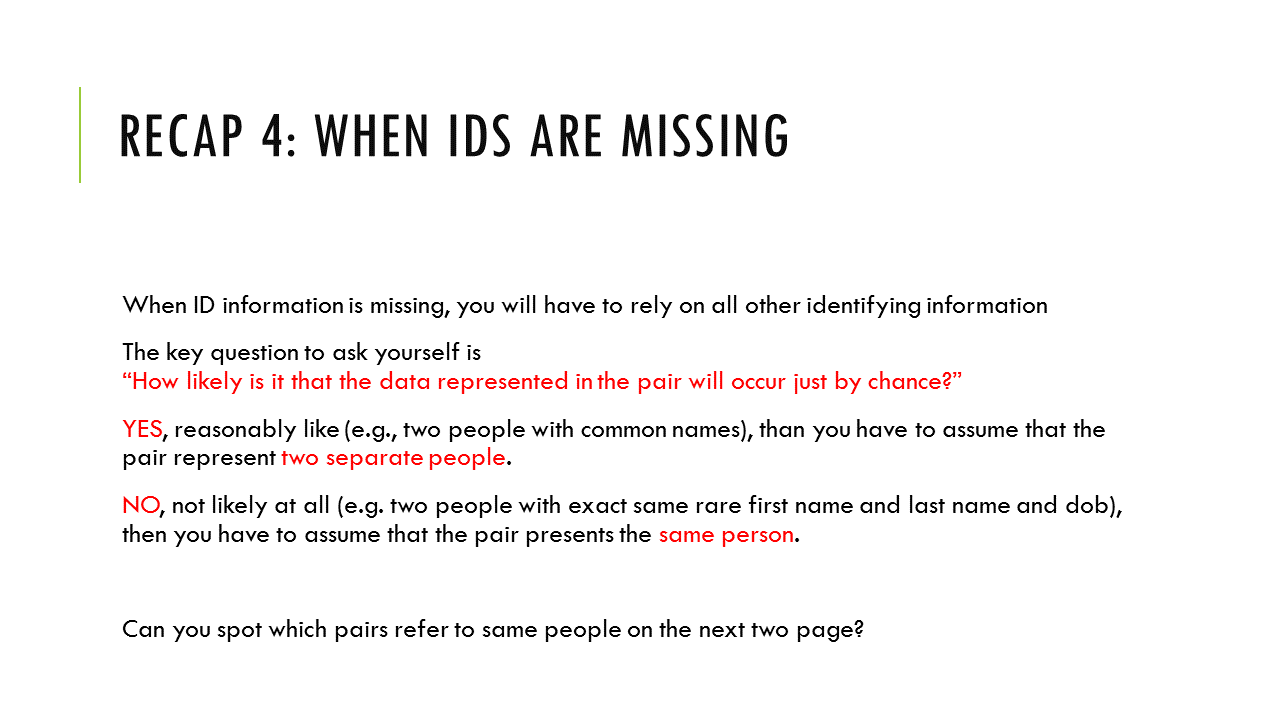 RECAP 4: WHEN IDS ARE MISSING
When ID information is missing, you will have to rely on all other identifying information
The key question to ask yourself is
“How likely is it that the data represented in the pair will occur just by chance?”
YES, reasonably like (e.g., two people with common names), than you have to assume that the
pair represent two separate people.
NO, not likely at all (e.g. two people with exact same rare first name and last name and dob),
then you have to assume that the pair presents the same person.
Can you spot which pairs refer to same people on the next two page?